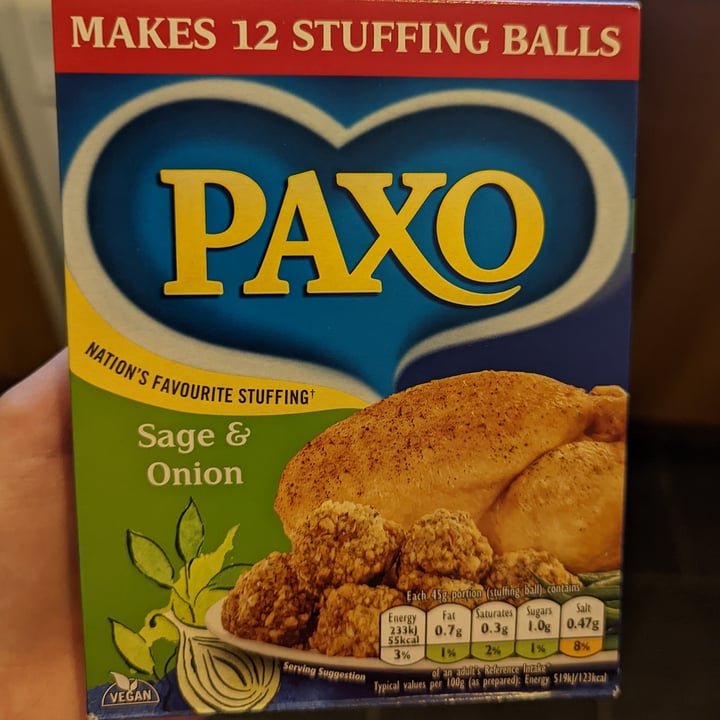 MAKES 12 STUFFING BALLS
PAXO
NATION'S FAVOURITE STUFFING†
Sage &
Onion
Each 45g portion (stuffing ball) contains
Energy Fat Saturates Sugars Salt
233kJ 0.7g 0.3g 1.0g 0.47g
55kcal
3% 1% 2% 1% 8%
of an adult's Reference Intake*
Typical values per 100g (as prepared): Energy 519kJ/123kcal
Serving Suggestion
VEGAN